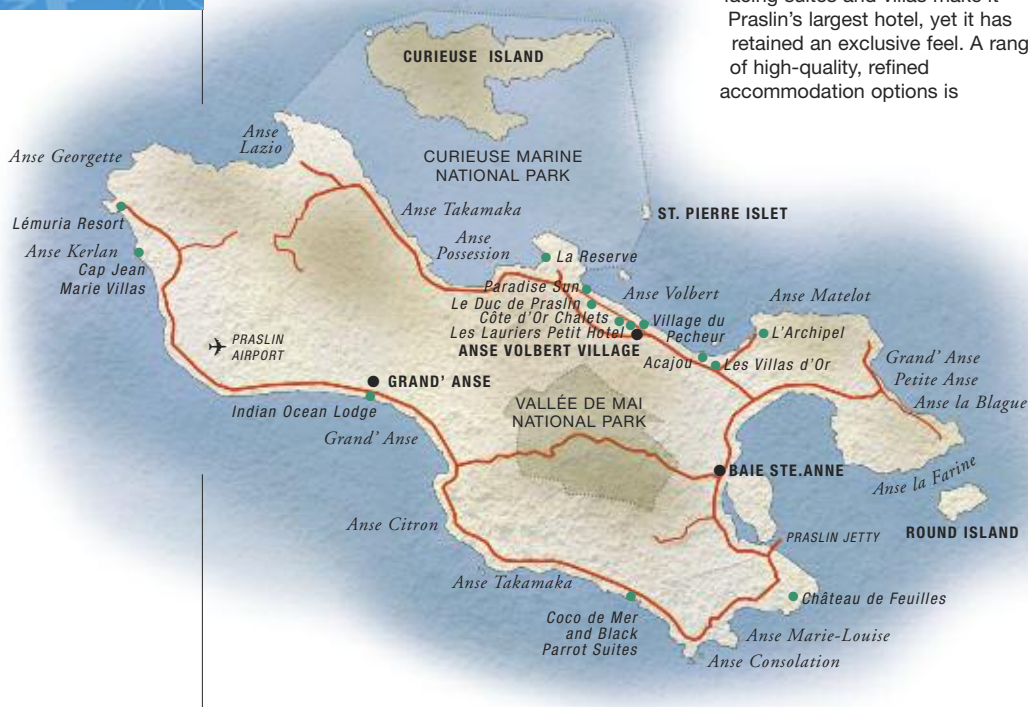 facing suites and villas make it
Praslin's largest hotel, yet it has
retained an exclusive feel. A rang
of high-quality, refined
accommodation options is
CURIEUSE ISLAND
Anse
Lazio
Anse Georgette
CURIEUSE MARINE
NATIONAL PARK
Anse Takamaka
ST. PIERRE ISLET
Lémuria Resort
Anse
Possession
La Reserve
Anse Kerlan
Cap Jean
Marie Villas
Paradise Sun
Anse Volbert
Anse Matelot
Le Duc de Praslin
Côte d'Or Chalets
Village du
Pecheur
Les Lauriers Petit Hotel
L'Archipel
PRASLIN
AIRPORT
ANSE VOLBERT VILLAGE
Acajou
Les Villas d'Or
Grand' Anse
Petite Anse
Anse la Blague
GRAND' ANSE
Indian Ocean Lodge
VALLÉE DE MAI
NATIONAL PARK
Grand' Anse
BAIE STE.ANNE
Anse la Farine
Anse Citron
PRASLIN JETTY
ROUND ISLAND
Anse Takamaka
Château de Feuilles
Coco de Mer
and Black
Parrot Suites
Anse Marie-Louise
Anse Consolation